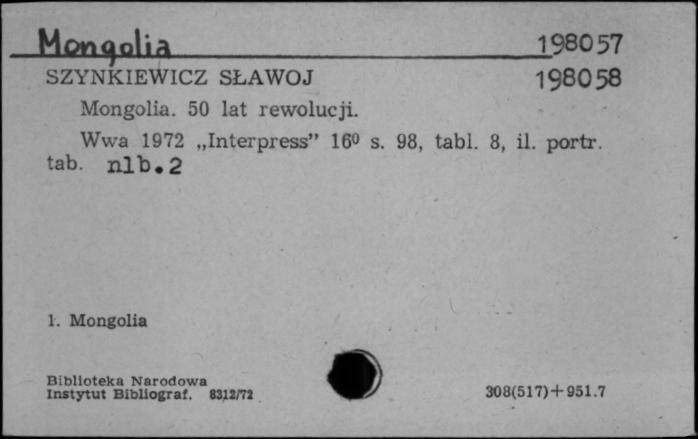 Mongolia 198057
SZYNKIEWICZ SŁAWOJ 198058
Mongolia. 50 lat rewolucji.
Wwa 1972 „Interpress” 16⁰ s. 98, tabl. 8, il. portr.
tab. nlb.2
1. Mongolia
Biblioteka Narodowa
Instytut Bibliograf. 8312/72 308(517)+951.7